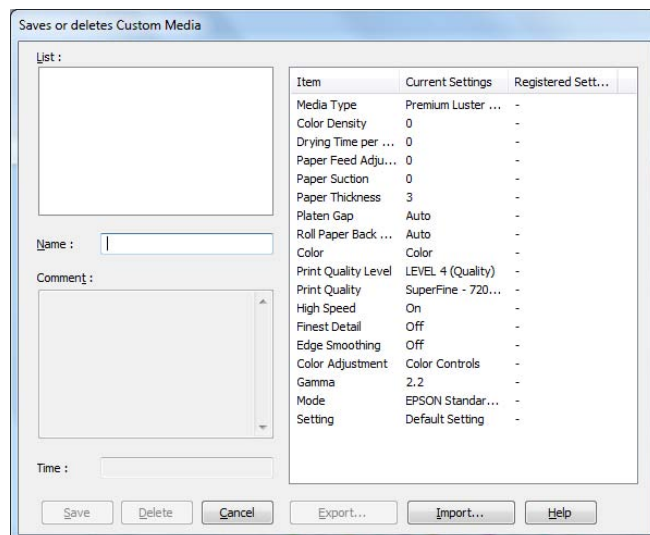 Saves or deletes Custom Media
List :
Name :
Comment :
Time :
Item Current Settings Registered Sett...
Media Type Premium Luster ... -
Color Density 0 -
Drying Time per ... 0 -
Paper Feed Adju... 0 -
Paper Suction 0 -
Paper Thickness 3 -
Platen Gap Auto -
Roll Paper Back ... Auto -
Color Color -
Print Quality Level LEVEL 4 (Quality) -
Print Quality SuperFine - 720... -
High Speed On -
Finest Detail Off -
Edge Smoothing Off -
Color Adjustment Color Controls -
Gamma 2.2 -
Mode EPSON Standar... -
Setting Default Setting -
Save Delete Cancel Export... Import... Help